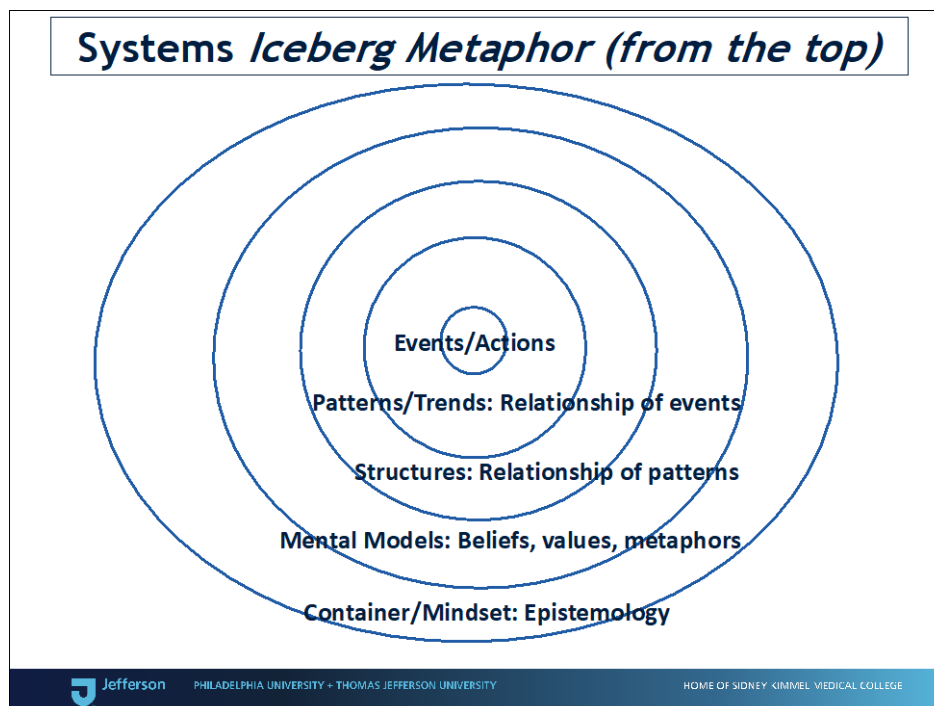 Systems Iceberg Metaphor (from the top)
Events/Actions
Patterns/Trends: Relationship of events
Structures: Relationship of patterns
Mental Models: Beliefs, values, metaphors
Container/Mindset: Epistemology
Jefferson
PHILADELPHIA UNIVERSITY + THOMAS JEFFERSON UNIVERSITY
HOME OF SIDNEY KIMMEL MEDICAL COLLEGE